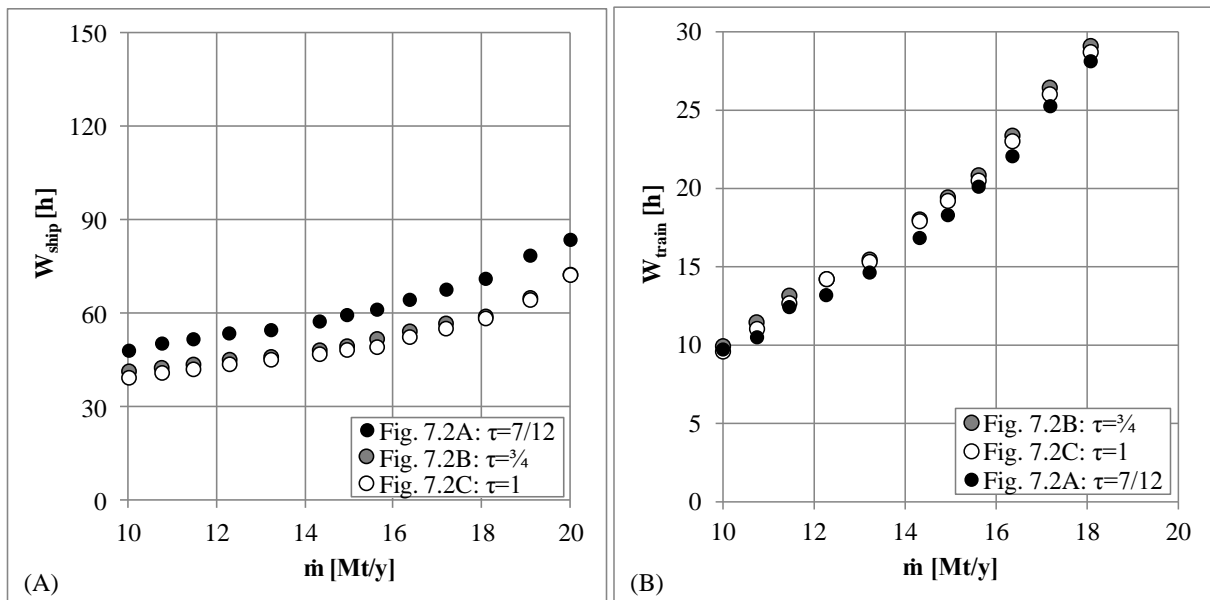 150
120
90
60
30
0
W_ship [h]
10 12 14 16 18 20
ṁ [Mt/y]
Fig. 7.2A: τ=7/12
Fig. 7.2B: τ=¾
Fig. 7.2C: τ=1
(A)
30
25
20
15
10
5
0
W_train [h]
10 12 14 16 18 20
ṁ [Mt/y]
Fig. 7.2B: τ=¾
Fig. 7.2C: τ=1
Fig. 7.2A: τ=7/12
(B)